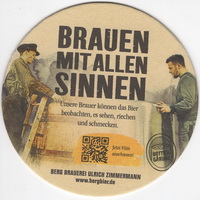 BRAUEN
MIT ALLEN
SINNEN
Unsere Brauer können das Bier
beobachten, es sehen, riechen
und schmecken.
Jetzt Film
anschauen!
BERG BRAUEREI ULRICH ZIMMERMANN
www.bergbier.de